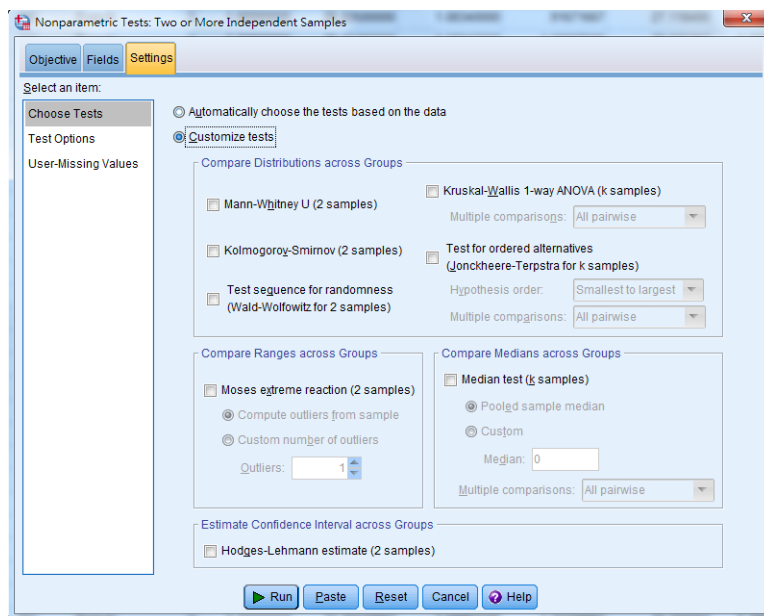 Nonparametric Tests: Two or More Independent Samples
Objective Fields Settings
Select an item:
Choose Tests
Test Options
User-Missing Values
Automatically choose the tests based on the data
Customize tests
Compare Distributions across Groups
Mann-Whitney U (2 samples)
Kolmogorov-Smirnov (2 samples)
Test sequence for randomness
(Wald-Wolfowitz for 2 samples)
Kruskal-Wallis 1-way ANOVA (k samples)
Multiple comparisons: All pairwise
Test for ordered alternatives
(Jonckheere-Terpstra for k samples)
Hypothesis order: Smallest to largest
Multiple comparisons: All pairwise
Compare Ranges across Groups
Moses extreme reaction (2 samples)
Compute outliers from sample
Custom number of outliers
Outliers: 1
Compare Medians across Groups
Median test (k samples)
Pooled sample median
Custom
Median: 0
Multiple comparisons: All pairwise
Estimate Confidence Interval across Groups
Hodges-Lehmann estimate (2 samples)
Run Paste Reset Cancel Help